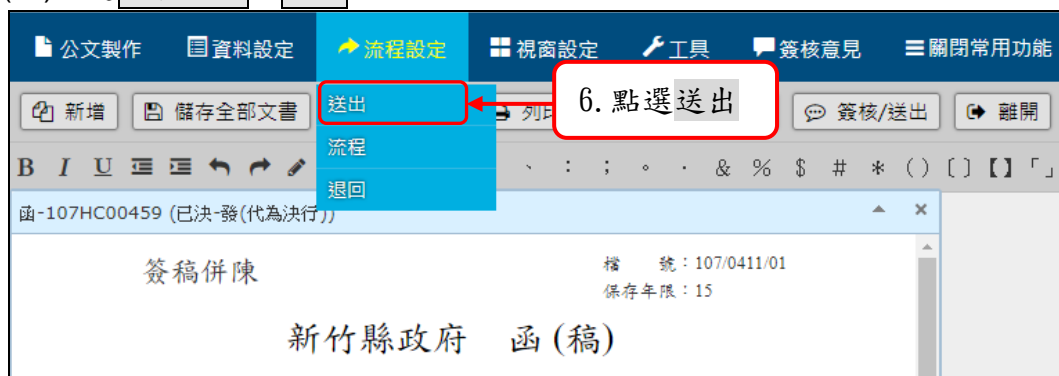 公文製作 資料設定 流程設定 視窗設定 工具 簽核意見 關閉常用功能
新增 儲存全部文書 送出 6.點選送出 簽核/送出 離開
流程
B I U 、 : ; 。 · & % $ # * ( ) 〔 〕 【 】 「 」
退回
函-107HC00459 (已決-發(代為決行))
簽稿併陳
檔 號:107/0411/01
保存年限:15
新竹縣政府 函(稿)